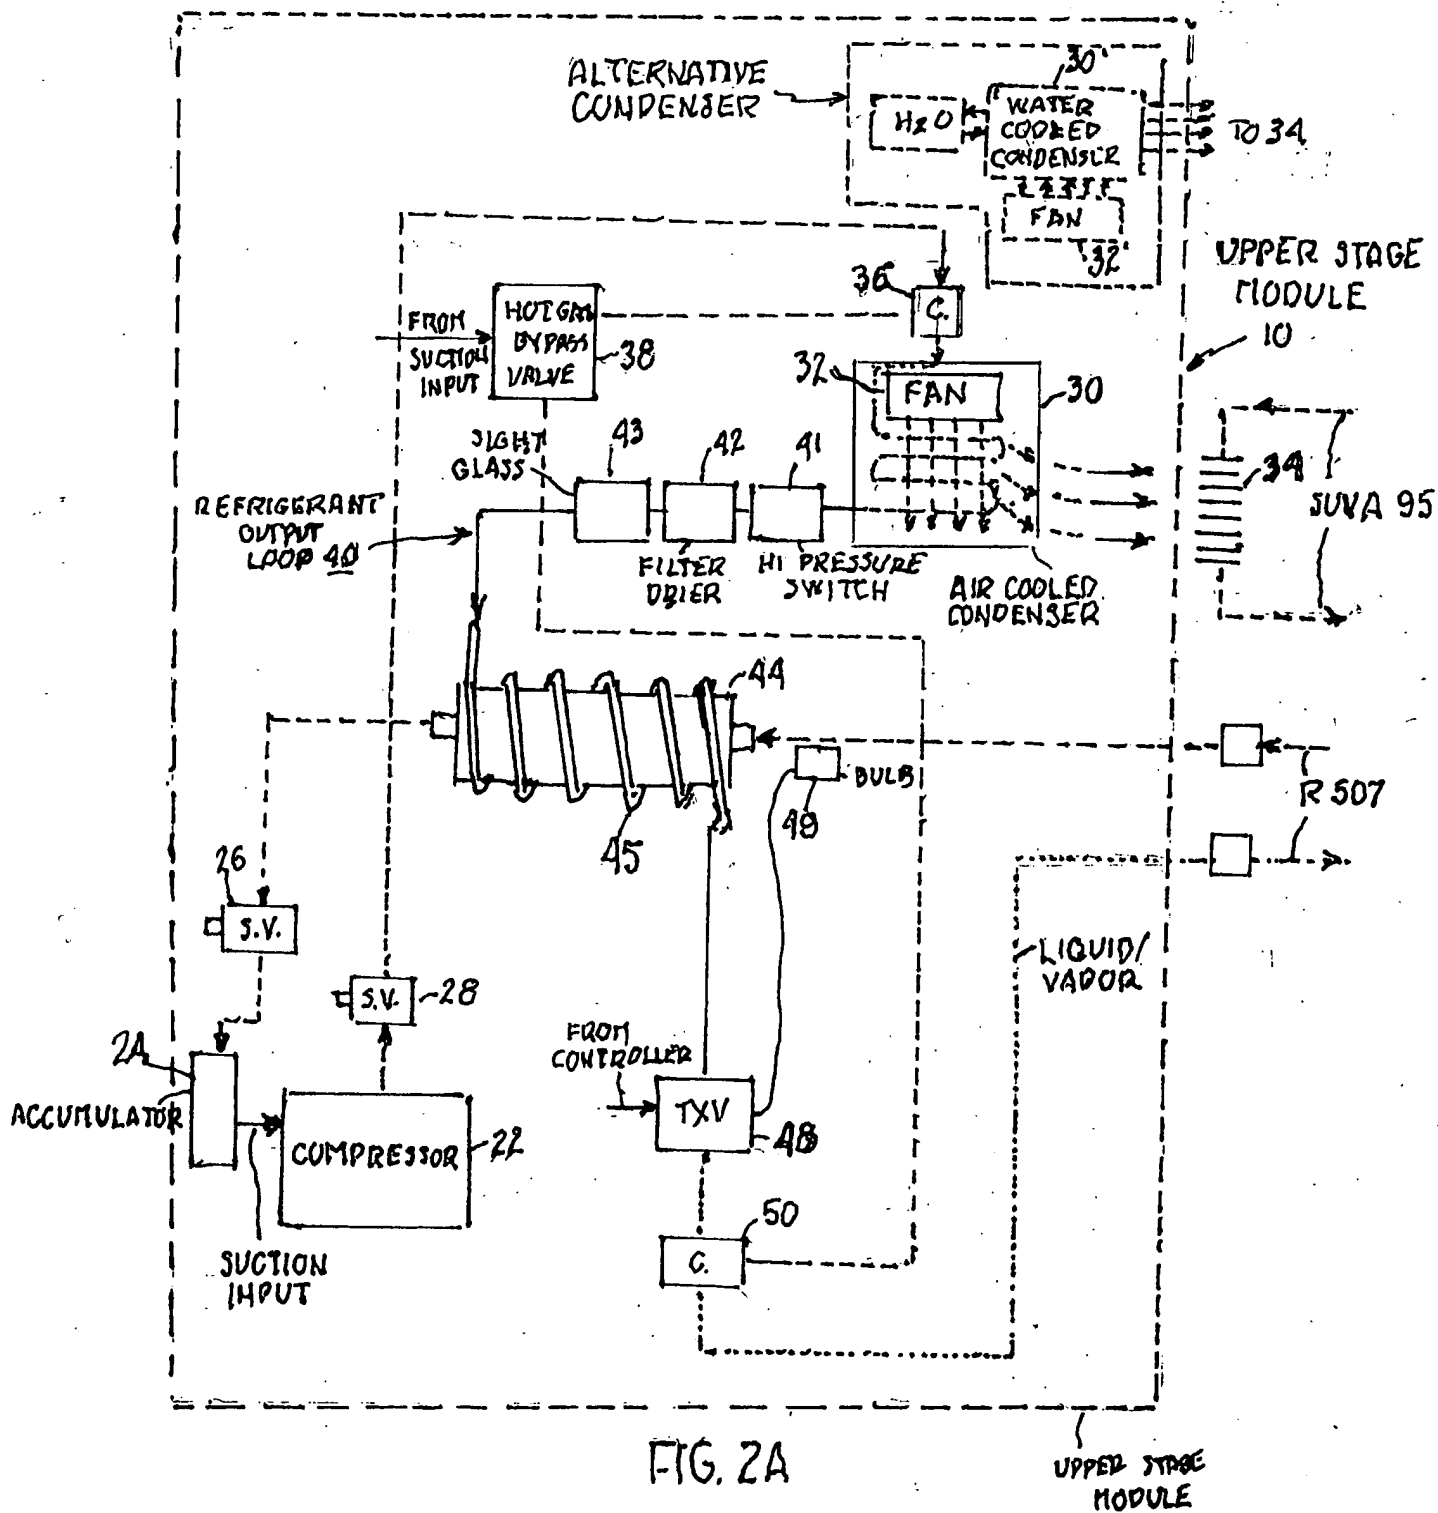 ALTERNATIVE
CONDENSER
30'
H2O
WATER
COOLED
CONDENSER
TO 34
FAN
32'
UPPER STAGE
MODULE
10
36
C.
FROM
SUCTION
INPUT
HOT GAS
BYPASS
VALVE
38
32
FAN
30
SIGHT
GLASS
43
42
41
34
SUVA 95
REFRIGERANT
OUTPUT
LOOP 40
FILTER
DRIER
HI PRESSURE
SWITCH
AIR COOLED
CONDENSER
44
BULB
49
45
R 507
26
S.V.
S.V.
28
LIQUID/
VAPOR
FROM
CONTROLLER
24
ACCUMULATOR
COMPRESSOR
22
TXV
48
50
C.
SUCTION
INPUT
FIG. 2A
UPPER STAGE
MODULE